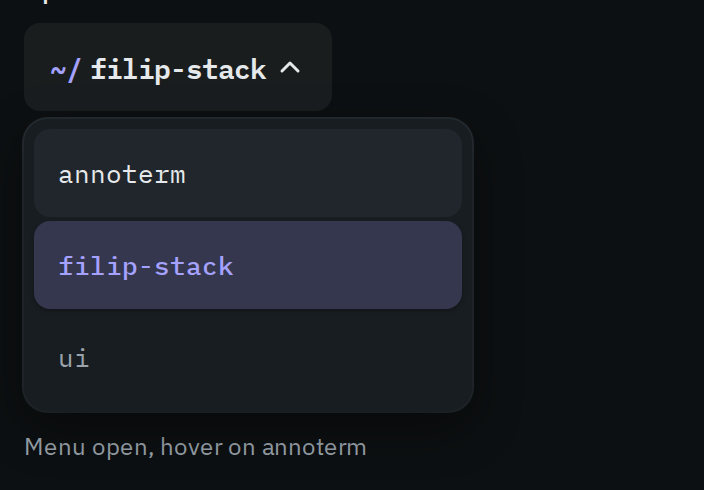 ~/ filip-stack
annoterm
filip-stack
ui
Menu open, hover on annoterm